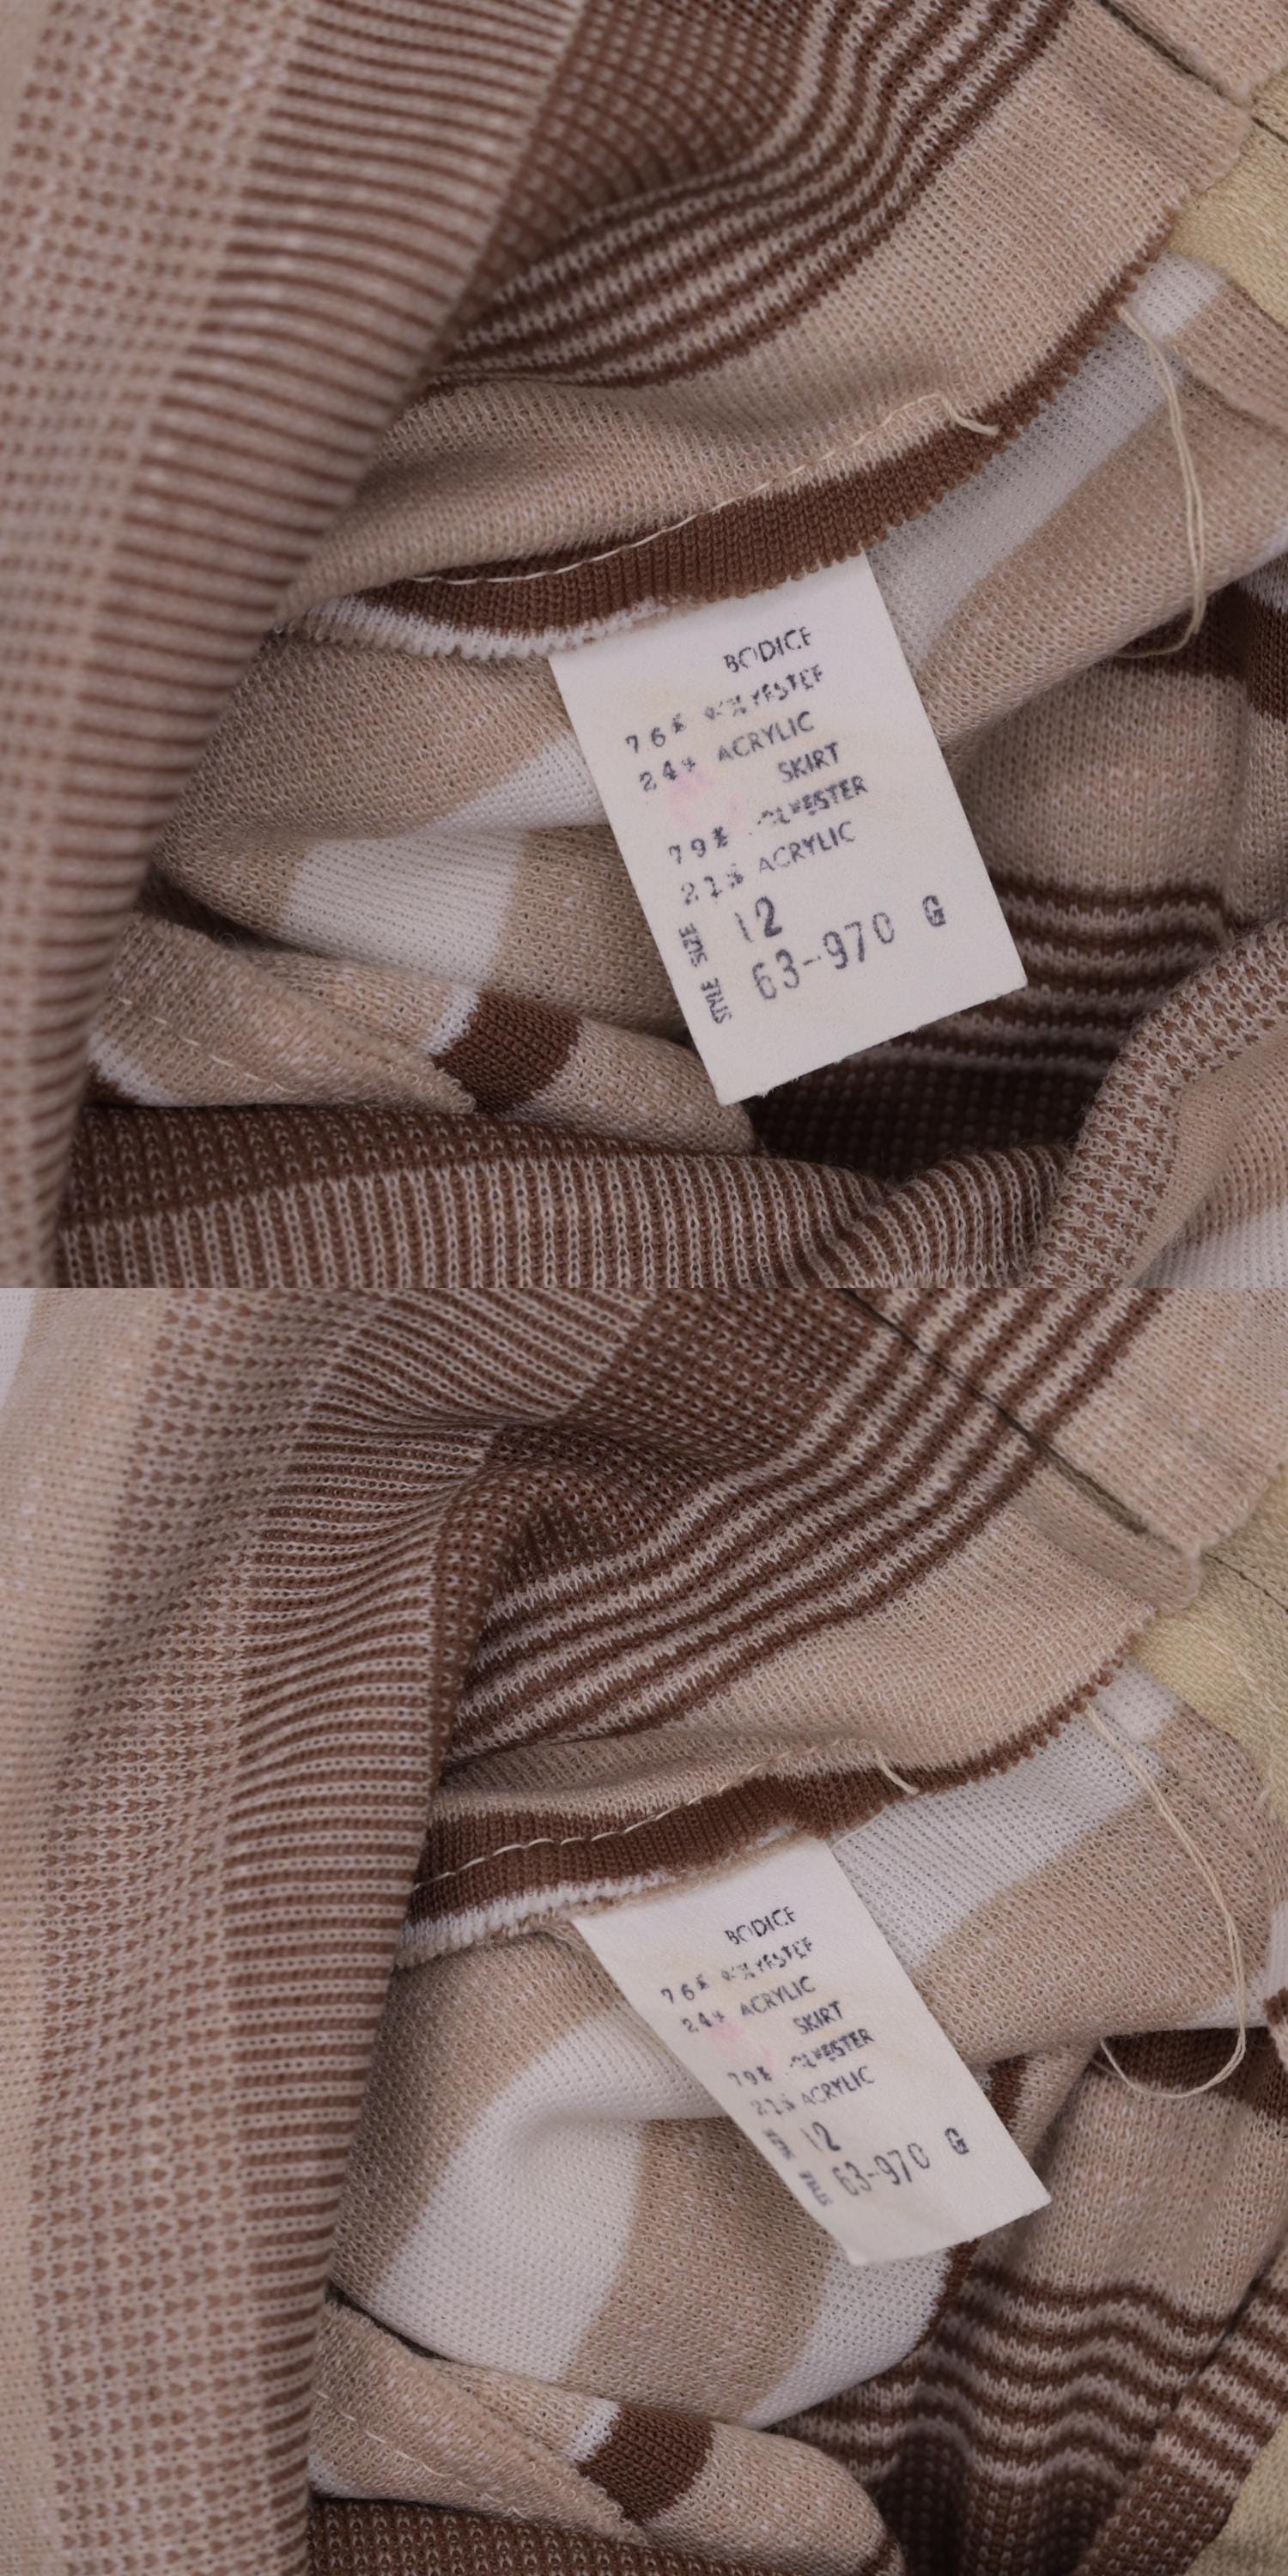 BODICE
76% POLYESTER
24% ACRYLIC
SKIRT
79% POLYESTER
21% ACRYLIC
SIZE 12
STYLE 63-970 G
BODICE
76% POLYESTER
24% ACRYLIC
SKIRT
79% POLYESTER
21% ACRYLIC
SIZE 12
STYLE 63-970 G